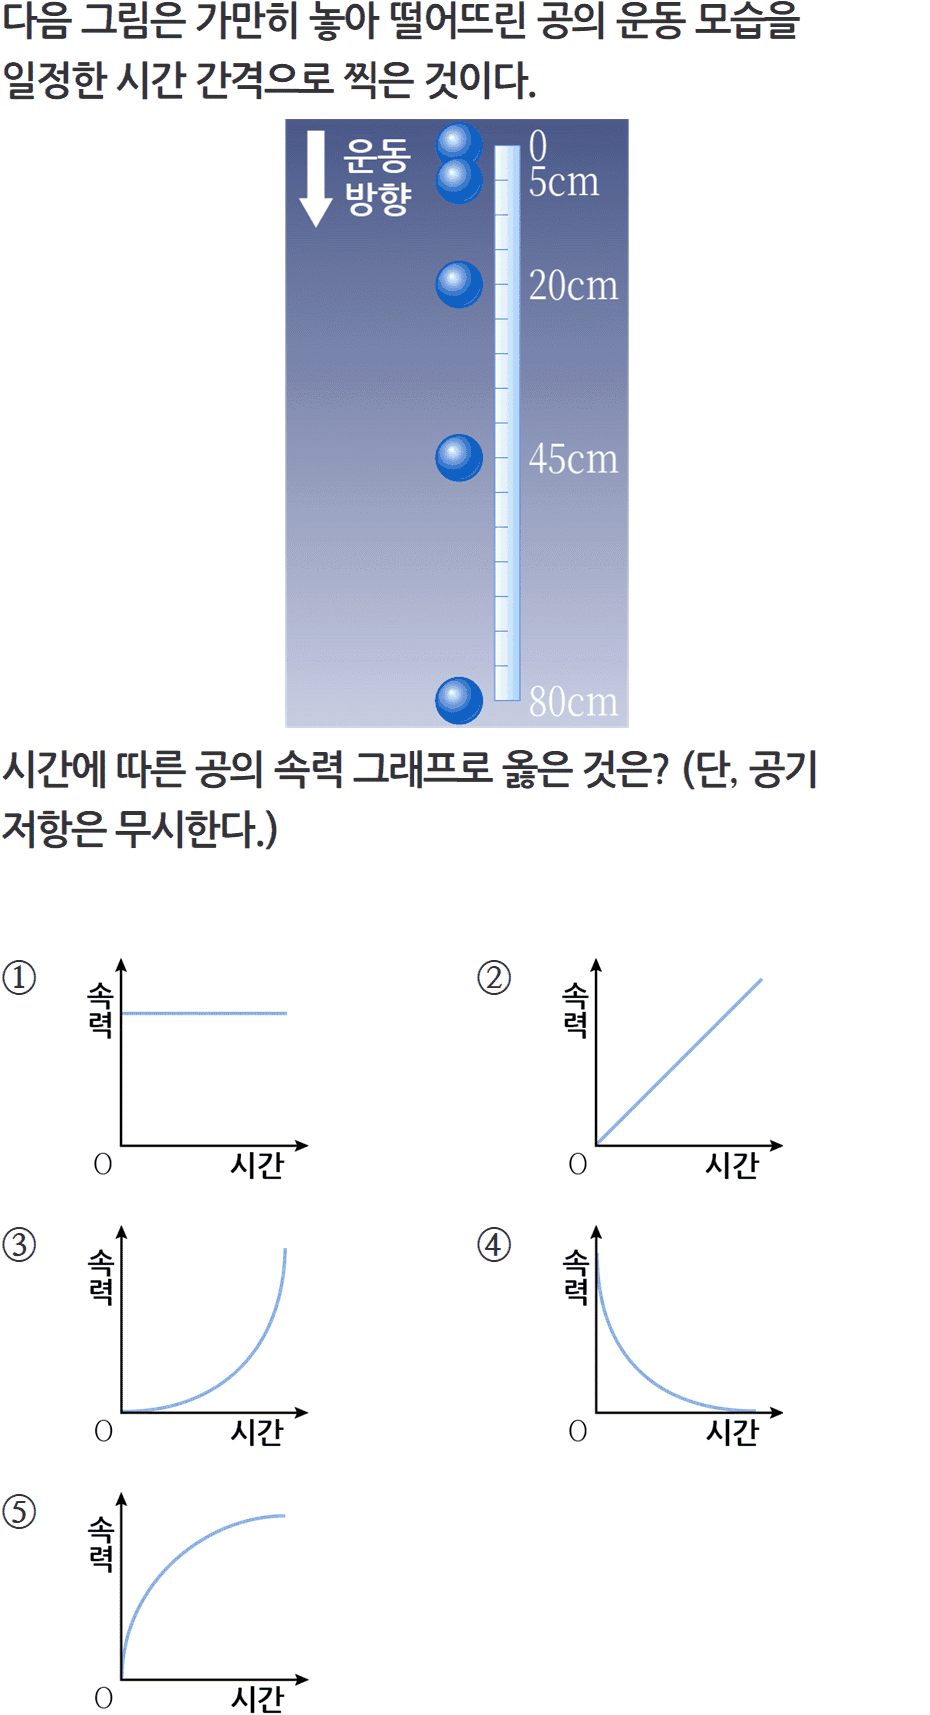 다음 그림은 가만히 놓아 떨어뜨린 공의 운동 모습을
일정한 시간 간격으로 찍은 것이다.
운동
방향
0
5cm
20cm
45cm
80cm
시간에 따른 공의 속력 그래프로 옳은 것은? (단, 공기
저항은 무시한다.)
① 속력 O 시간
② 속력 O 시간
③ 속력 O 시간
④ 속력 O 시간
⑤ 속력 O 시간